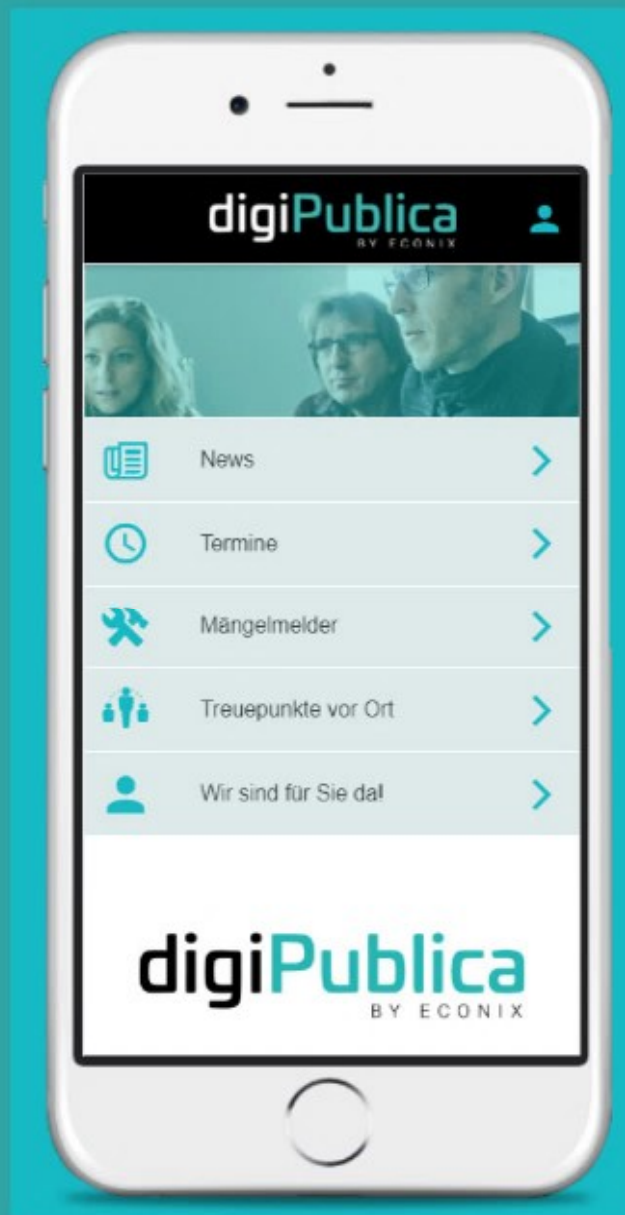 digiPublica
BY ECONIX
News
Termine
Mängelmelder
Treuepunkte vor Ort
Wir sind für Sie da!
digiPublica
BY ECONIX